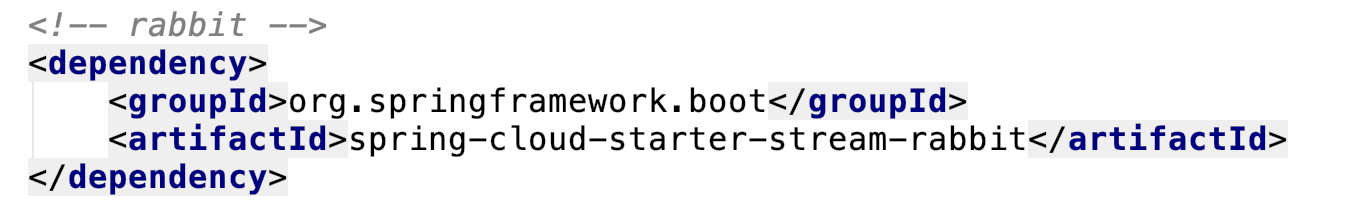 <!-- rabbit -->
<dependency>
    <groupId>org.springframework.boot</groupId>
    <artifactId>spring-cloud-starter-stream-rabbit</artifactId>
</dependency>